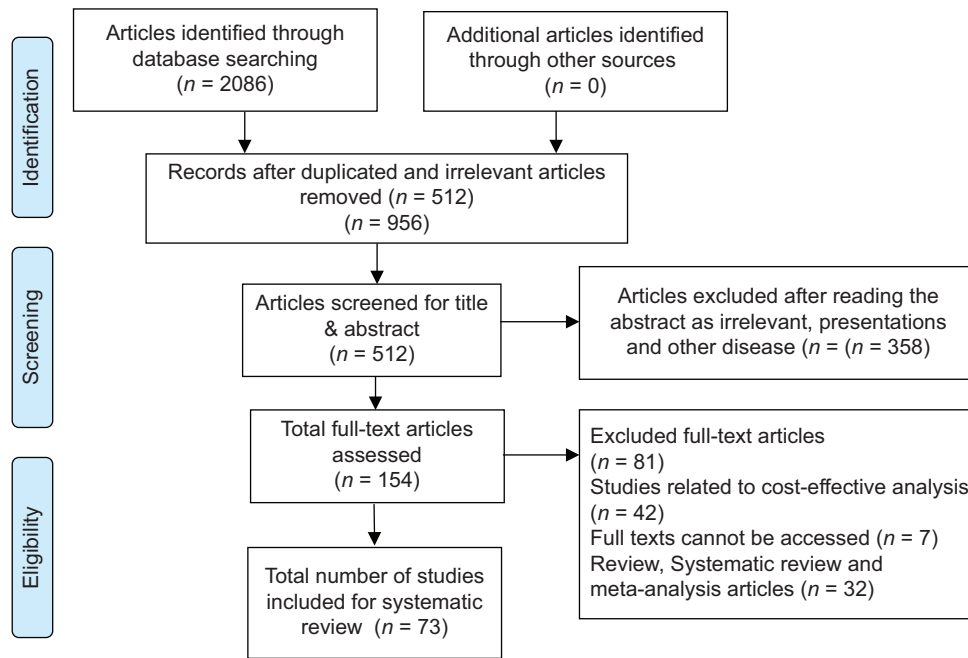 Articles identified through
database searching
(n = 2086)
Additional articles identified
through other sources
(n = 0)
Identification
Records after duplicated and irrelevant articles
removed (n = 512)
(n = 956)
Screening
Articles screened for title
& abstract
(n = 512)
Articles excluded after reading the
abstract as irrelevant, presentations
and other disease (n = (n = 358)
Eligibility
Total full-text articles
assessed
(n = 154)
Excluded full-text articles
(n = 81)
Studies related to cost-effective analysis
(n = 42)
Full texts cannot be accessed (n = 7)
Review, Systematic review and
meta-analysis articles (n = 32)
Total number of studies
included for systematic
review (n = 73)